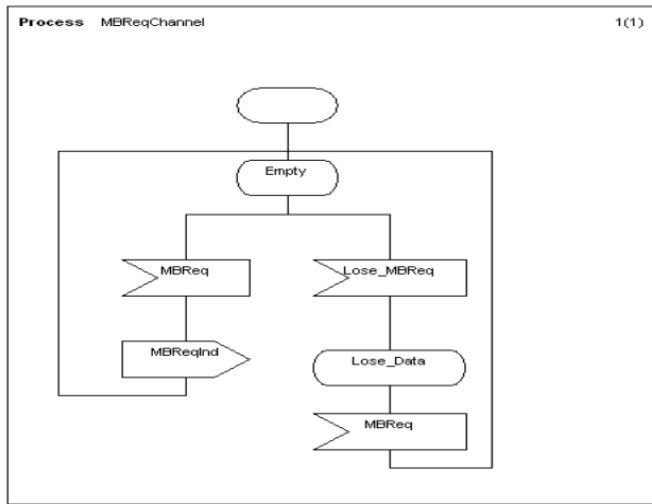 Process MBReqChannel 1(1)
Empty
MBReq Lose_MBReq
MBReqInd Lose_Data
MBReq